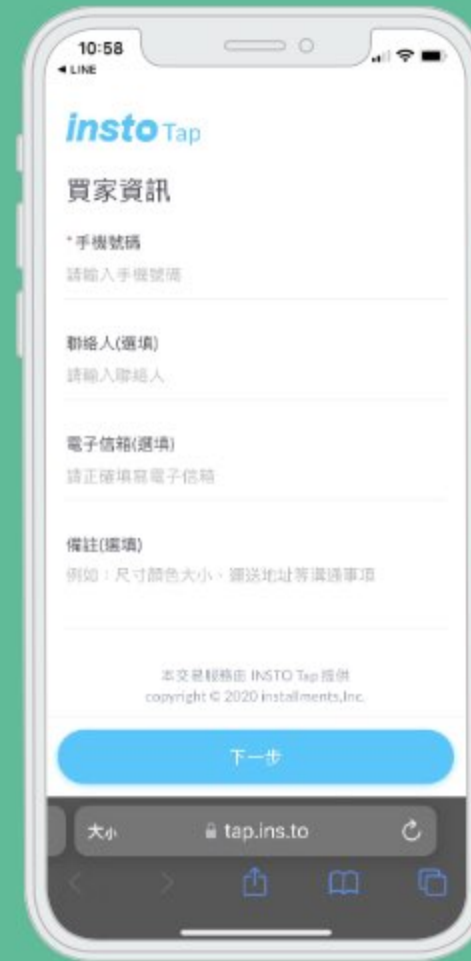 10:58
◀ LINE
insto Tap
買家資訊
*手機號碼
請輸入手機號碼
聯絡人(選填)
請輸入聯絡人
電子信箱(選填)
請正確填寫電子信箱
備註(選填)
例如：尺寸顏色大小、運送地址等溝通事項
本交易服務由 INSTO Tap 提供
copyright © 2020 installments,Inc.
下一步
大小 tap.ins.to